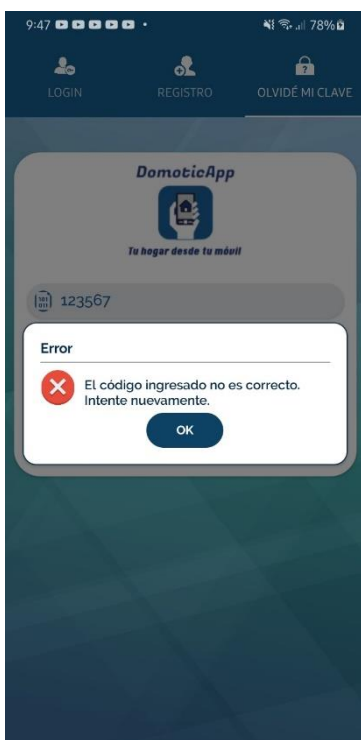 9:47
78%
LOGIN
REGISTRO
OLVIDÉ MI CLAVE
DomoticApp
Tu hogar desde tu móvil
123567
Error
El código ingresado no es correcto.
Intente nuevamente.
OK